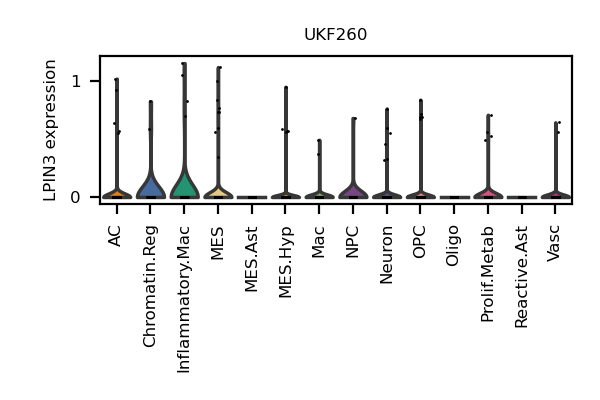 UKF260
LPIN3 expression
1
0
AC
Chromatin.Reg
Inflammatory.Mac
MES
MES.Ast
MES.Hyp
Mac
NPC
Neuron
OPC
Oligo
Prolif.Metab
Reactive.Ast
Vasc